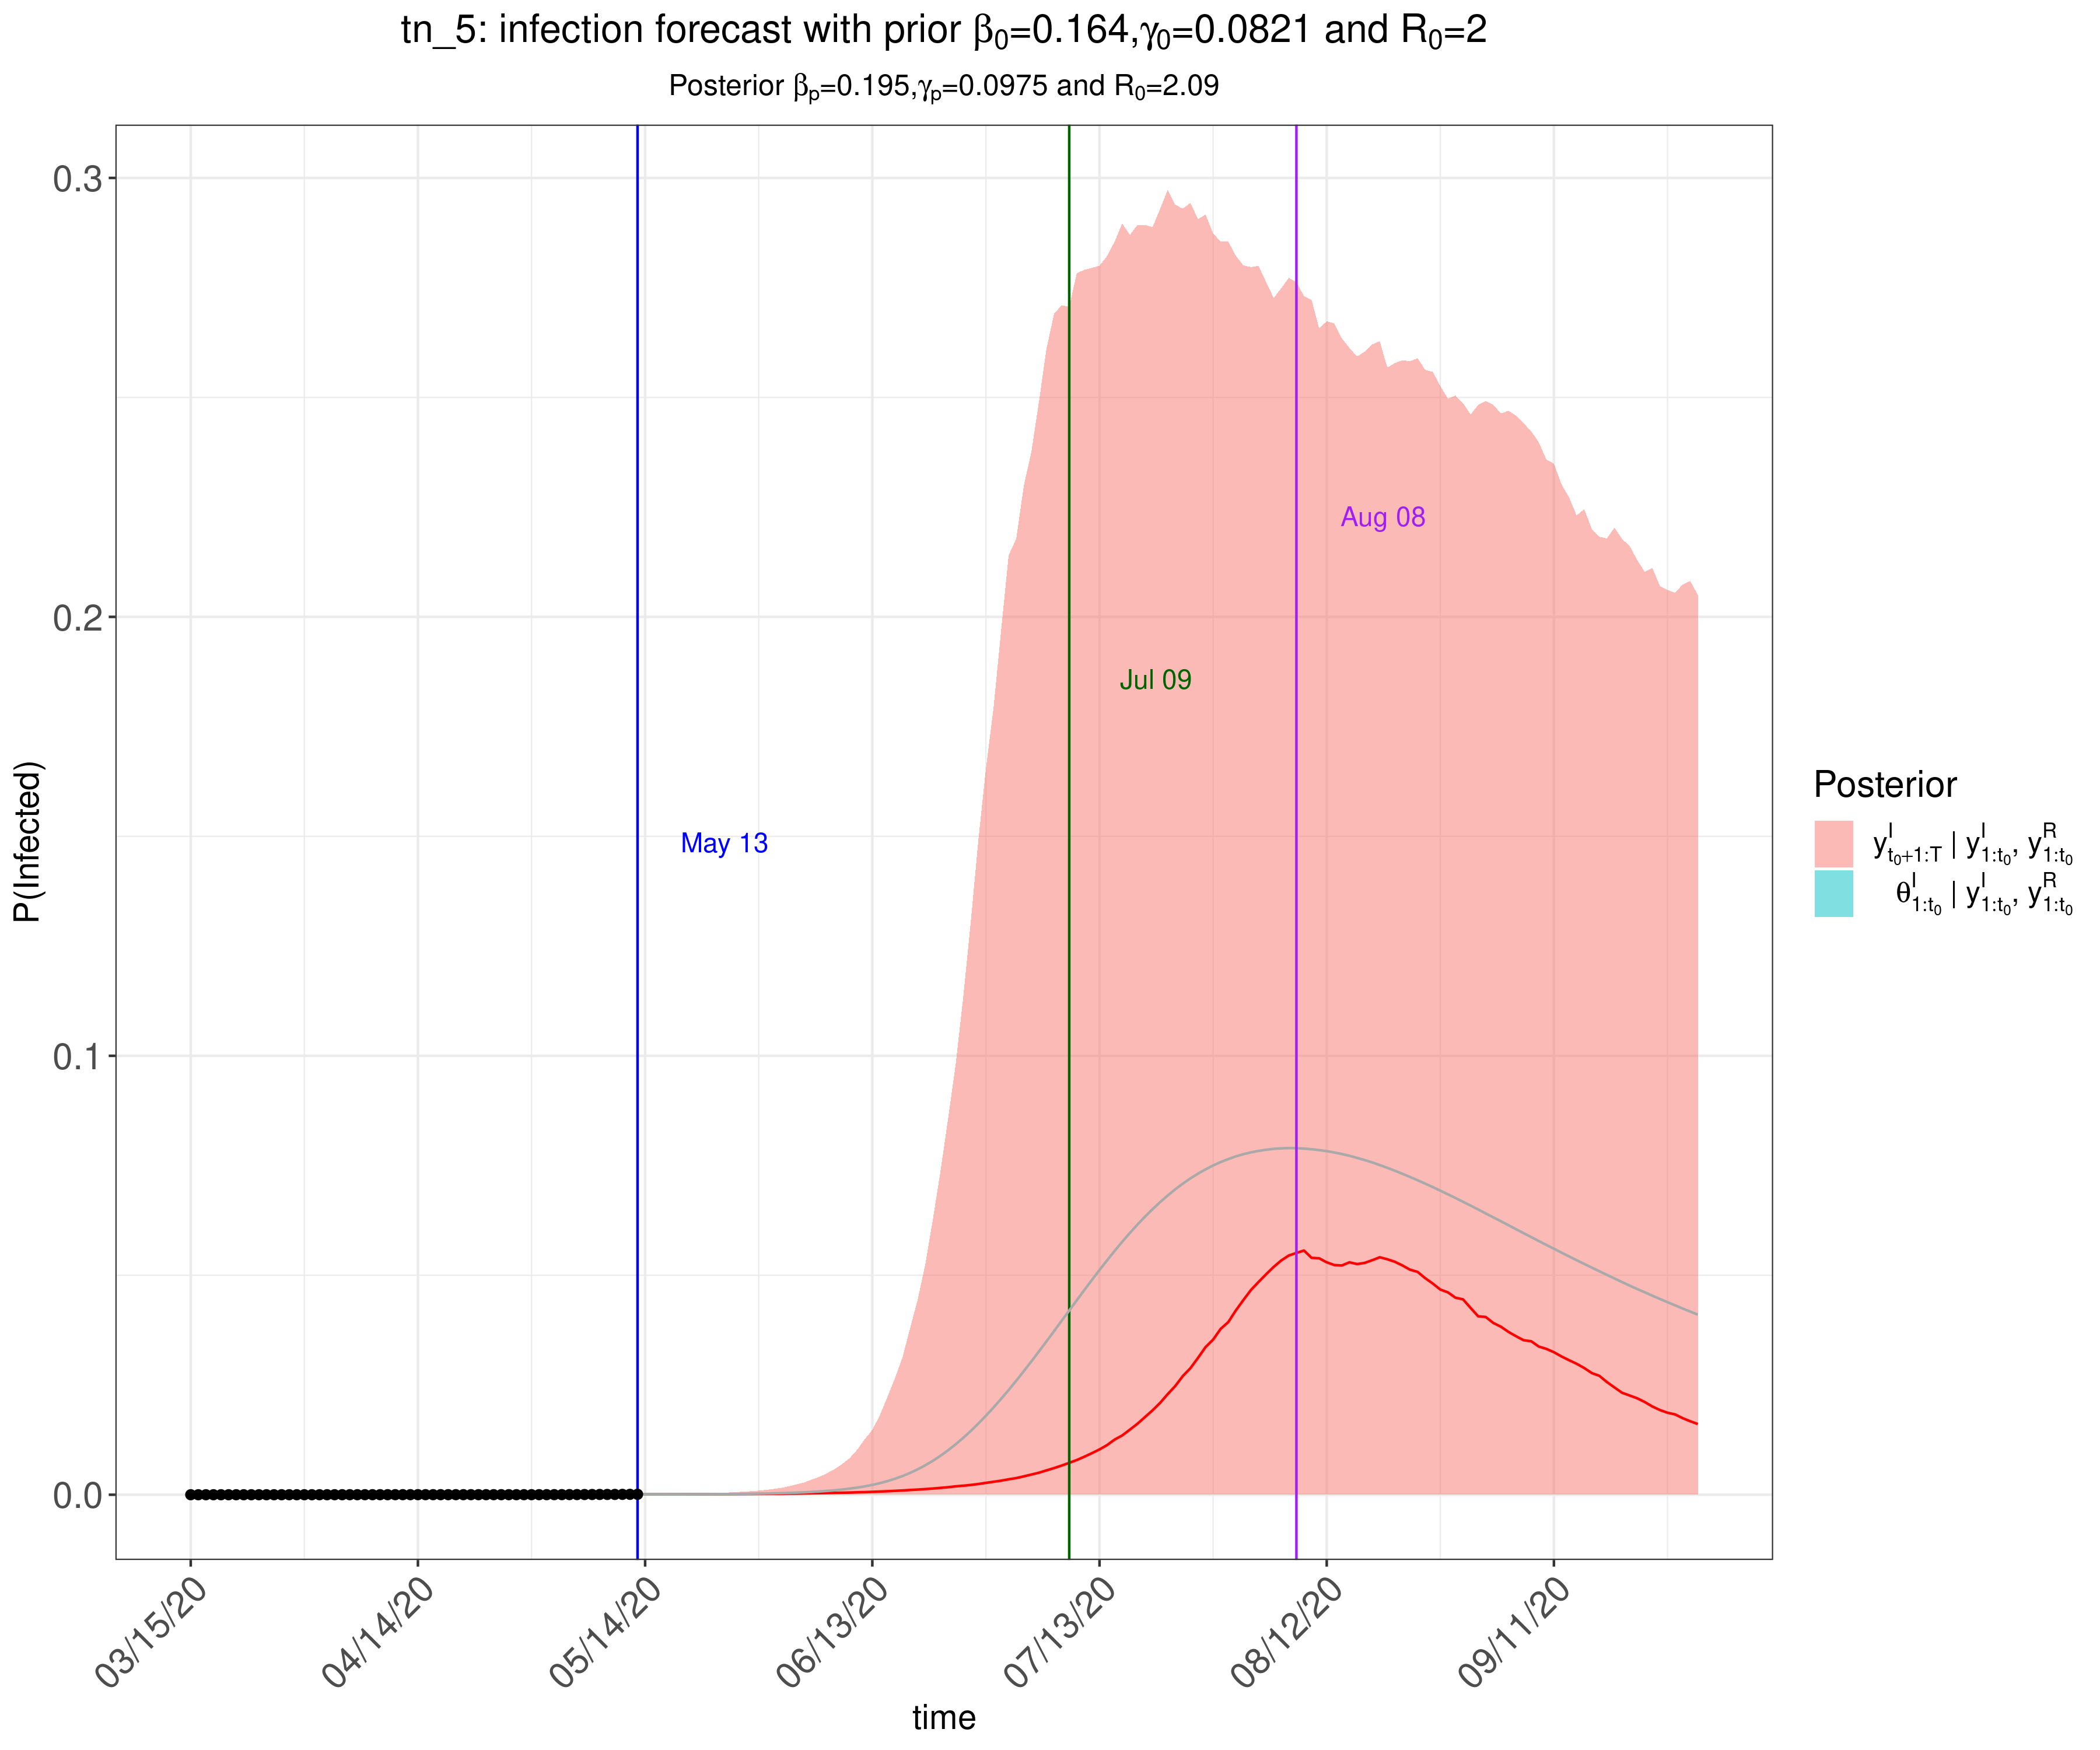 tn_5: infection forecast with prior β₀=0.164,γ₀=0.0821 and R₀=2
Posterior βₚ=0.195,γₚ=0.0975 and R₀=2.09
P(Infected)
0.3
0.2
0.1
0.0
Aug 08
Jul 09
May 13
Posterior
y^I_{t₀+1:T} | y^I_{1:t₀}, y^R_{1:t₀}
θ^I_{1:t₀} | y^I_{1:t₀}, y^R_{1:t₀}
03/15/20
04/14/20
05/14/20
06/13/20
07/13/20
08/12/20
09/11/20
time